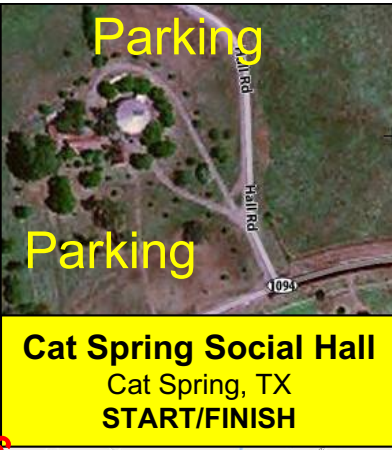 Parking
Hall Rd
Hall Rd
Parking
1094
Cat Spring Social Hall
Cat Spring, TX
START/FINISH